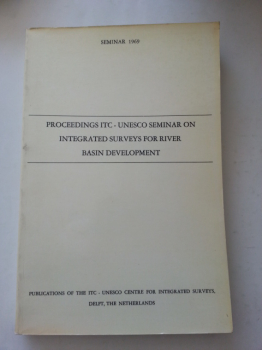 SEMINAR 1969
PROCEEDINGS ITC - UNESCO SEMINAR ON
INTEGRATED SURVEYS FOR RIVER
BASIN DEVELOPMENT
PUBLICATIONS OF THE ITC - UNESCO CENTRE FOR INTEGRATED SURVEYS,
DELFT, THE NETHERLANDS